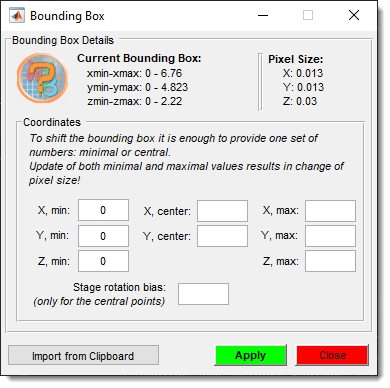 Bounding Box
Bounding Box Details
Current Bounding Box:
xmin-xmax: 0 - 6.76
ymin-ymax: 0 - 4.823
zmin-zmax: 0 - 2.22
Pixel Size:
X: 0.013
Y: 0.013
Z: 0.03
Coordinates
To shift the bounding box it is enough to provide one set of
numbers: minimal or central.
Update of both minimal and maximal values results in change of
pixel size!
X, min: 0 X, center: X, max:
Y, min: 0 Y, center: Y, max:
Z, min: 0 Z, max:
Stage rotation bias:
(only for the central points)
Import from Clipboard Apply Close